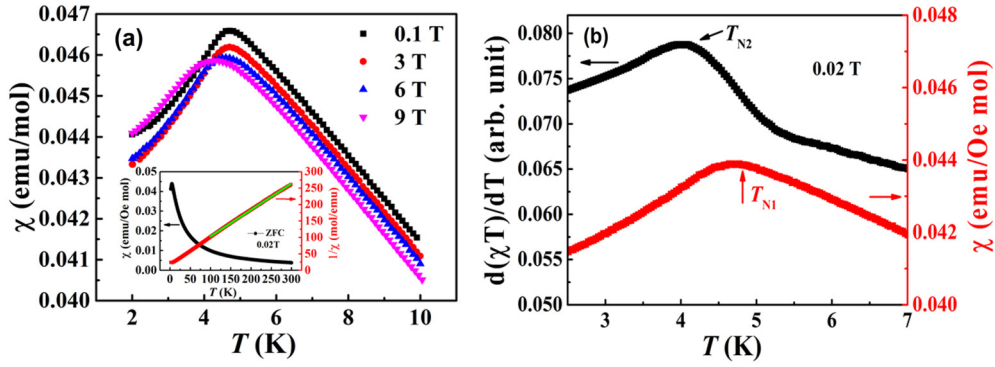 (a)
0.1 T
3 T
6 T
9 T
χ (emu/mol)
0.047
0.046
0.045
0.044
0.043
0.042
0.041
0.040
2
4
6
8
10
T (K)
χ (emu/Oe mol)
0.05
0.04
0.03
0.02
0.01
0.00
ZFC
0.02T
0 50 100 150 200 250 300
T (K)
300
250
200
150
100
50
0
1/χ (mol/emu)
(b)
TN2
0.02 T
TN1
d(χT)/dT (arb. unit)
0.080
0.075
0.070
0.065
0.060
0.055
0.050
3
4
5
6
7
T (K)
0.048
0.046
0.044
0.042
0.040
χ (emu/Oe mol)